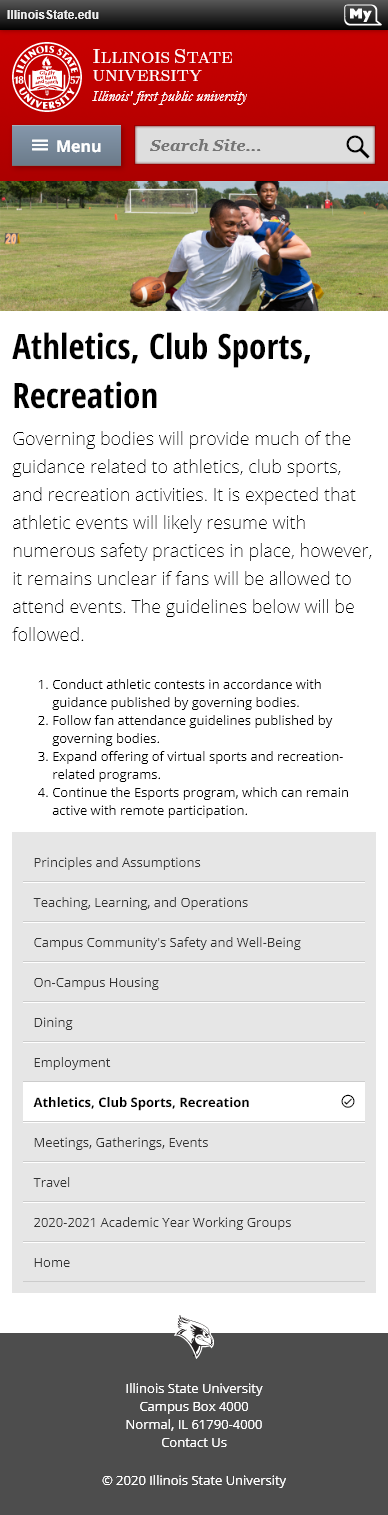 IllinoisState.edu
My
ILLINOIS STATE UNIVERSITY
18 57
Gladly we learn and teach
ILLINOIS STATE
UNIVERSITY
Illinois' first public university
Menu
Search Site...
20
Athletics, Club Sports,
Recreation
Governing bodies will provide much of the
guidance related to athletics, club sports,
and recreation activities. It is expected that
athletic events will likely resume with
numerous safety practices in place, however,
it remains unclear if fans will be allowed to
attend events. The guidelines below will be
followed.
1. Conduct athletic contests in accordance with
guidance published by governing bodies.
2. Follow fan attendance guidelines published by
governing bodies.
3. Expand offering of virtual sports and recreation-
related programs.
4. Continue the Esports program, which can remain
active with remote participation.
Principles and Assumptions
Teaching, Learning, and Operations
Campus Community's Safety and Well-Being
On-Campus Housing
Dining
Employment
Athletics, Club Sports, Recreation
Meetings, Gatherings, Events
Travel
2020-2021 Academic Year Working Groups
Home
Illinois State University
Campus Box 4000
Normal, IL 61790-4000
Contact Us
© 2020 Illinois State University